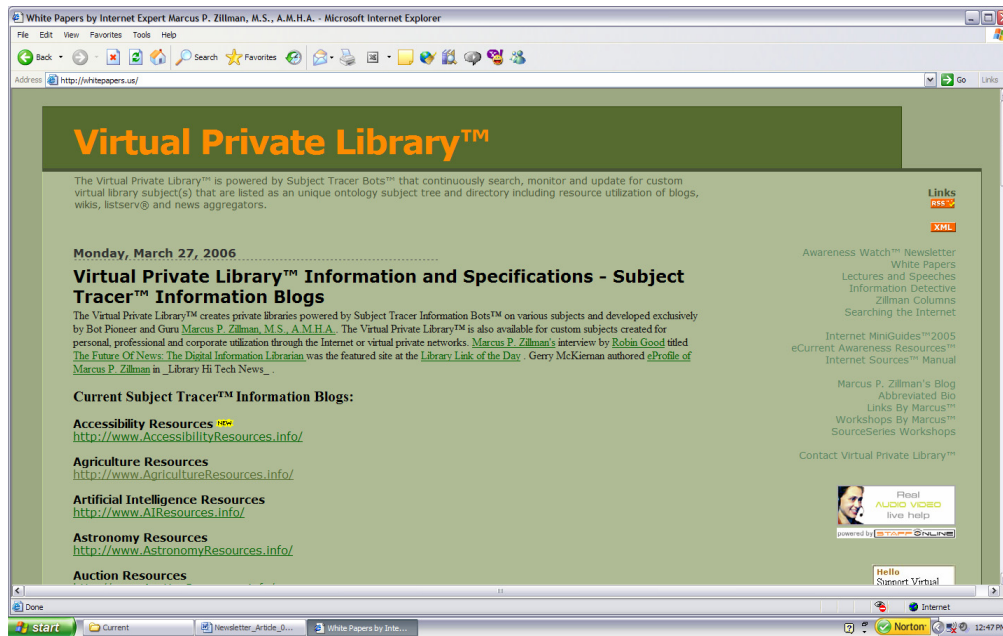 White Papers by Internet Expert Marcus P. Zillman, M.S., A.M.H.A. - Microsoft Internet Explorer
File Edit View Favorites Tools Help
Back Search Favorites
Address http://whitepapers.us/ Go Links
Virtual Private Library™
The Virtual Private Library™ is powered by Subject Tracer Bots™ that continuously search, monitor and update for custom
virtual library subject(s) that are listed as an unique ontology subject tree and directory including resource utilization of blogs,
wikis, listserv® and news aggregators.
Monday, March 27, 2006
Virtual Private Library™ Information and Specifications - Subject
Tracer™ Information Blogs
The Virtual Private Library™ creates private libraries powered by Subject Tracer Information Bots™ on various subjects and developed exclusively
by Bot Pioneer and Guru Marcus P. Zillman, M.S., A.M.H.A. . The Virtual Private Library™ is also available for custom subjects created for
personal, professional and corporate utilization through the Internet or virtual private networks. Marcus P. Zillman's interview by Robin Good titled
The Future Of News: The Digital Information Librarian was the featured site at the Library Link of the Day . Gerry McKiernan authored eProfile of
Marcus P. Zillman in _Library Hi Tech News_ .
Current Subject Tracer™ Information Blogs:
Accessibility Resources NEW
http://www.AccessibilityResources.info/
Agriculture Resources
http://www.AgricultureResources.info/
Artificial Intelligence Resources
http://www.AIResources.info/
Astronomy Resources
http://www.AstronomyResources.info/
Auction Resources
Links
RSS
XML
Awareness Watch™ Newsletter
White Papers
Lectures and Speeches
Information Detective
Zillman Columns
Searching the Internet
Internet MiniGuides™2005
eCurrent Awareness Resources™
Internet Sources™ Manual
Marcus P. Zillman's Blog
Abbreviated Bio
Links By Marcus™
Workshops By Marcus™
SourceSeries Workshops
Contact Virtual Private Library™
Real
AUDIO VIDEO
live help
powered by STAFFONLINE
Hello
Support Virtual
Done Internet
start Current Newsletter_Article_0... White Papers by Inte... Norton 12:47 PM